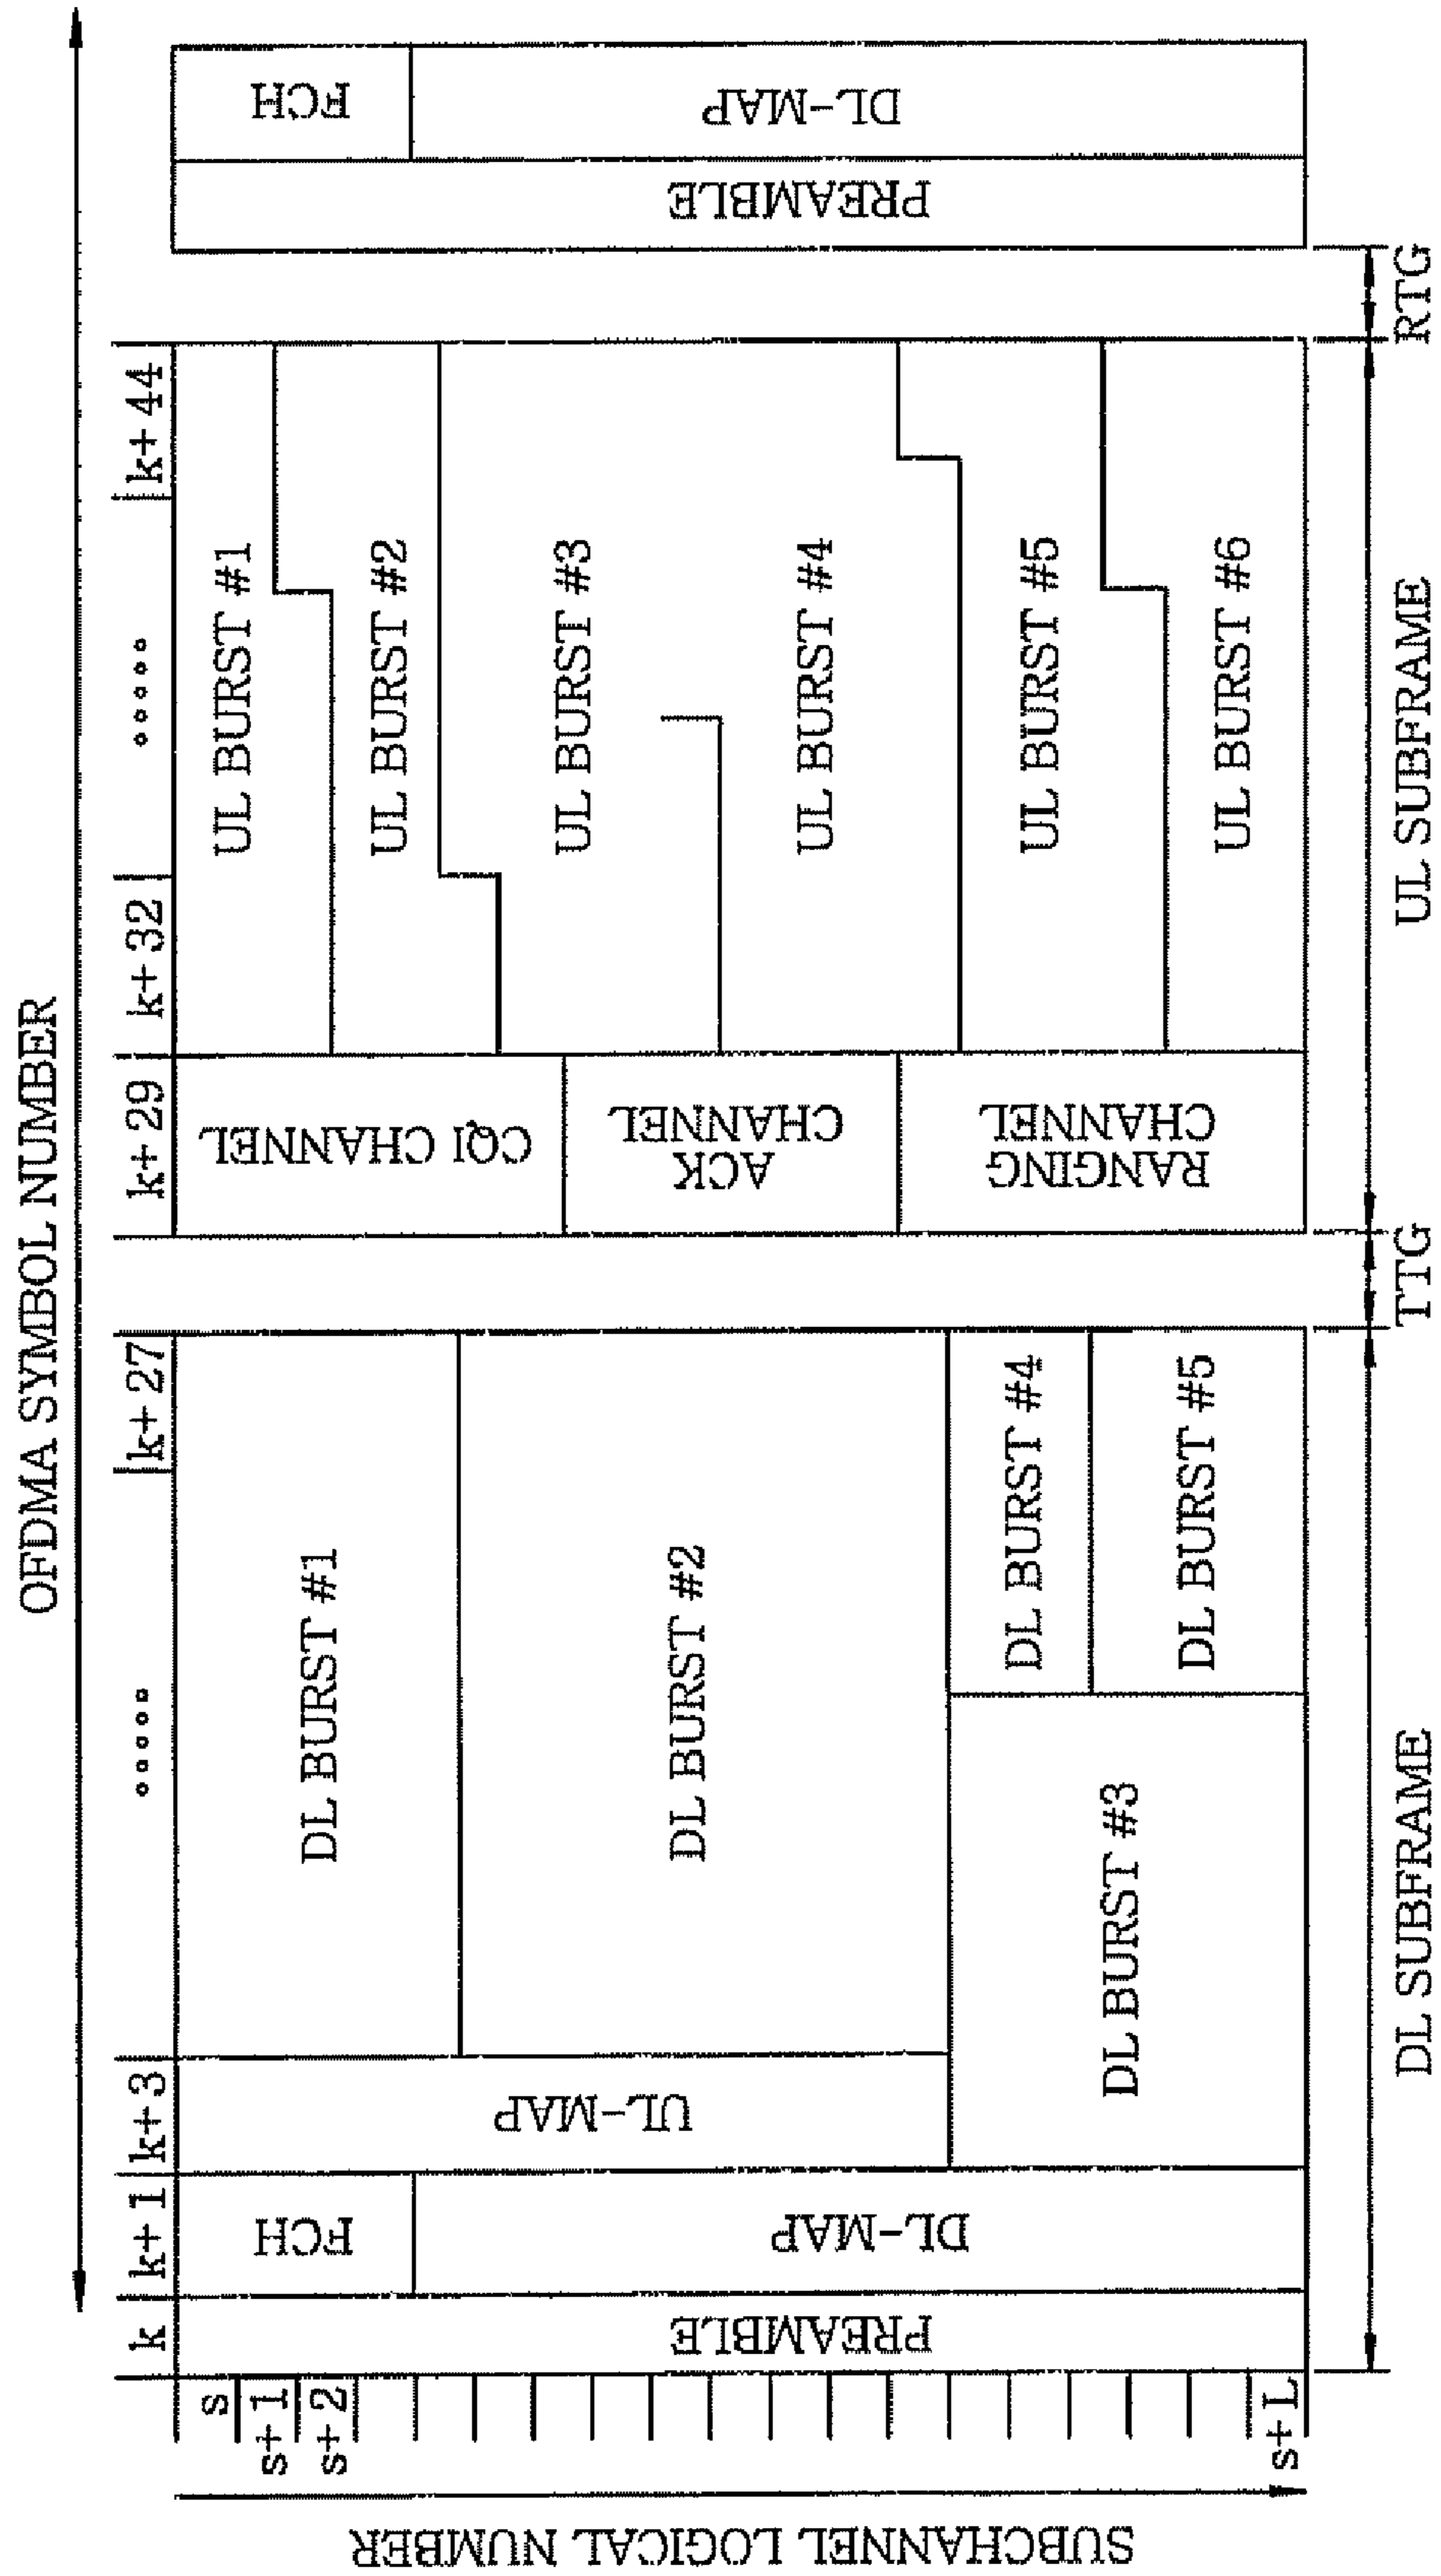 OFDMA SYMBOL NUMBER
k
k+1
k+3
.....
k+27
k+29
k+32
.....
k+44
SUBCHANNEL LOGICAL NUMBER
s
s+1
s+2
s+L
PREAMBLE
FCH
DL-MAP
UL-MAP
DL BURST #1
DL BURST #2
DL BURST #3
DL BURST #4
DL BURST #5
CQI CHANNEL
ACK
CHANNEL
RANGING
CHANNEL
UL BURST #1
UL BURST #2
UL BURST #3
UL BURST #4
UL BURST #5
UL BURST #6
PREAMBLE
FCH
DL-MAP
DL SUBFRAME
TTG
UL SUBFRAME
RTG